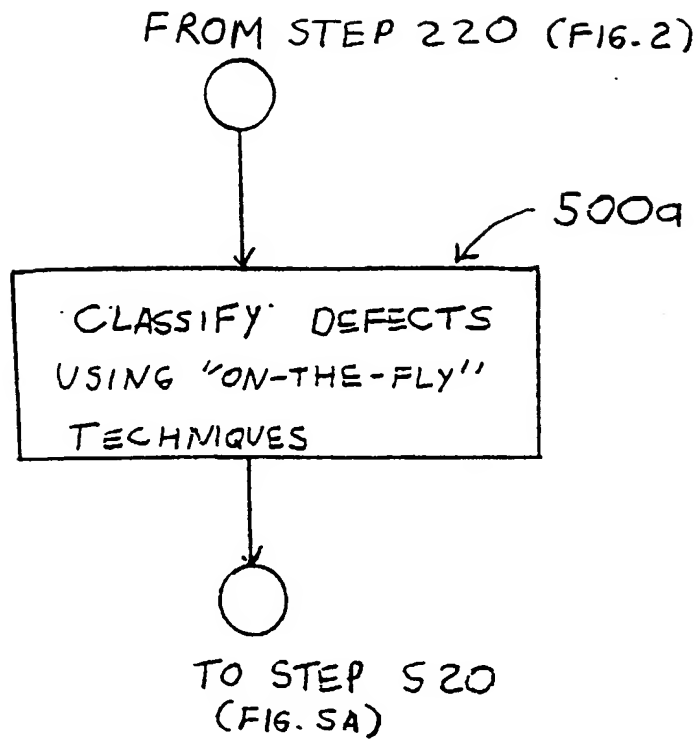 FROM STEP 220 (FIG. 2)
500a
CLASSIFY DEFECTS
USING "ON-THE-FLY"
TECHNIQUES
TO STEP 520
(FIG. 5A)